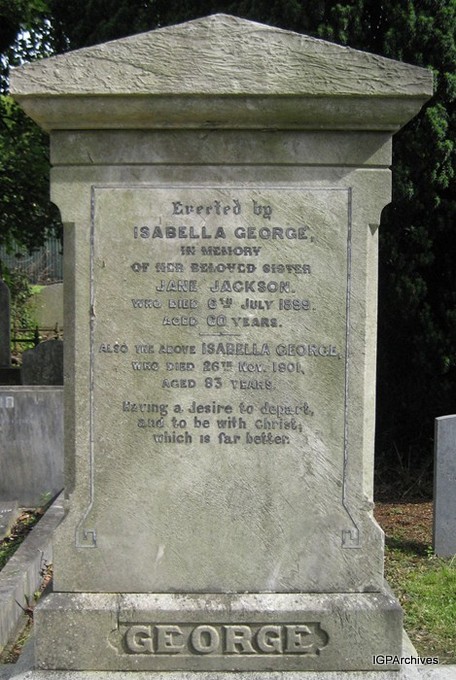 Erected by
ISABELLA GEORGE,
IN MEMORY
OF HER BELOVED SISTER
JANE JACKSON.
WHO DIED 6TH JULY 1899.
AGED 60 YEARS.
ALSO THE ABOVE ISABELLA GEORGE,
WHO DIED 26TH NOV. 1901,
AGED 93 YEARS.
Having a desire to depart,
and to be with Christ;
which is far better.
GEORGE
IGPArchives